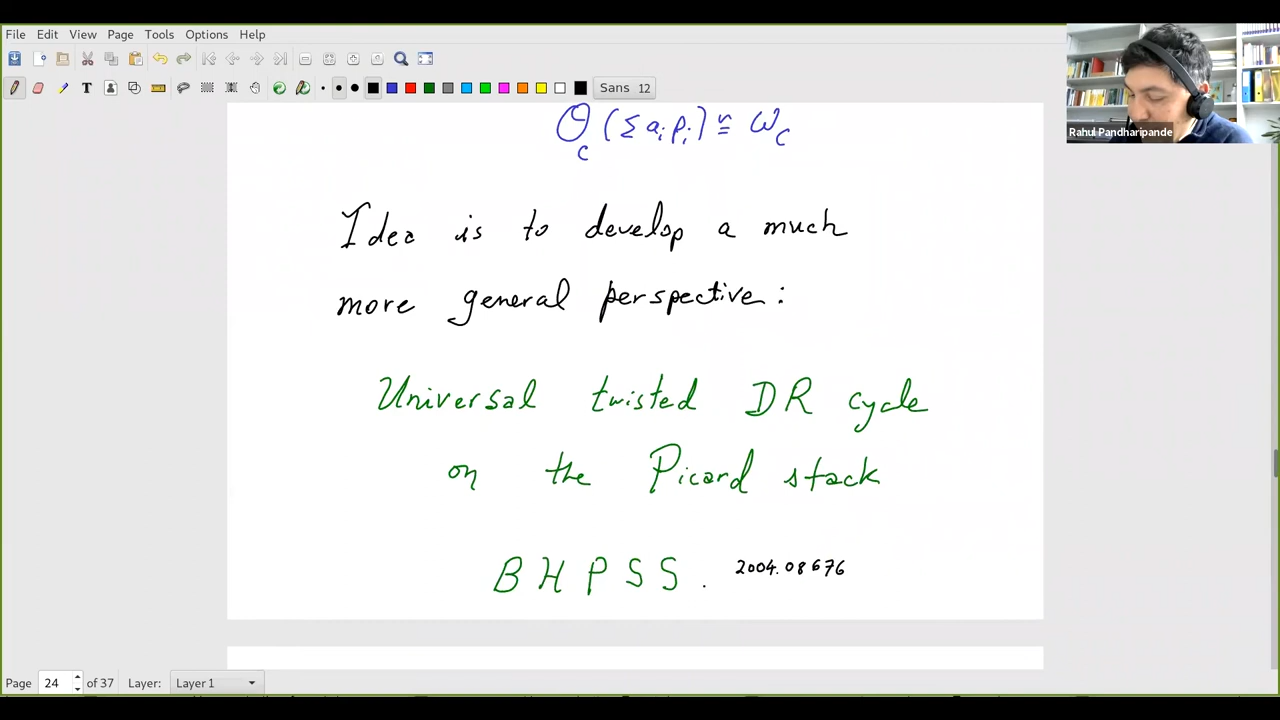 File Edit View Page Tools Options Help
Sans 12
Rahul Pandharipande
O_C (Σ a_i p_i) ≅ ω_C
Idea is to develop a much
more general perspective:
Universal twisted DR cycle
on the Picard stack
BHPSS. 2004.08676
Page 24 of 37 Layer: Layer 1